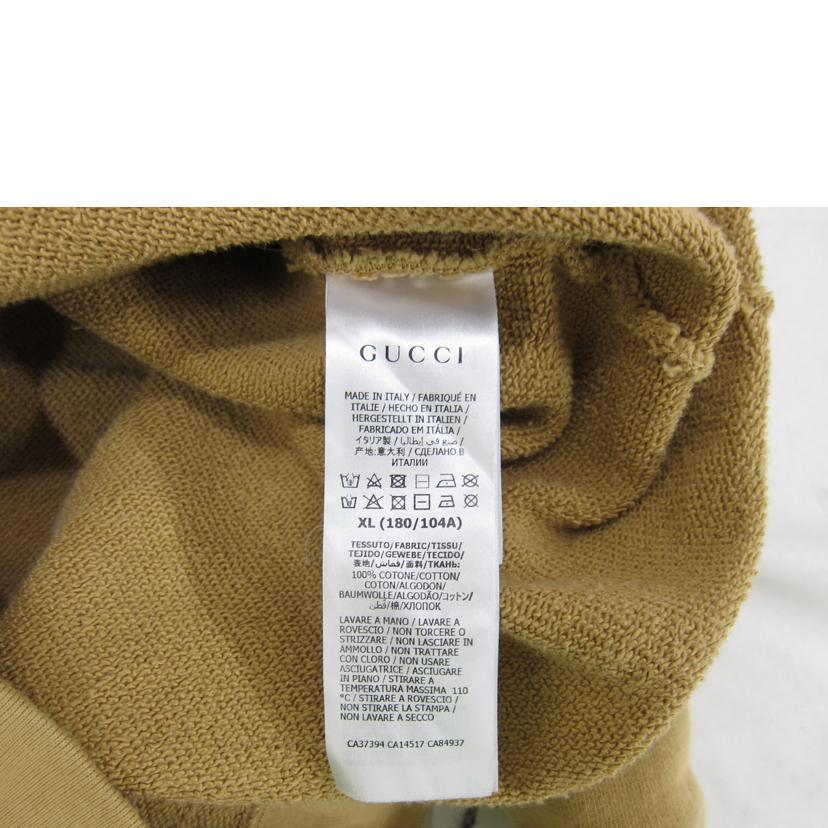 GUCCI
MADE IN ITALY / FABRIQUÉ EN
ITALIE / HECHO EN ITALIA /
HERGESTELLT IN ITALIEN /
FABRICADO EM ITÁLIA /
イタリア製 / صنع في إيطاليا /
产地:意大利 / СДЕЛАНО В
ИТАЛИИ
XL (180/104A)
TESSUTO/FABRIC/TISSU/
TEJIDO/GEWEBE/TECIDO/
表地/قماش/面料/ТКАНЬ:
100% COTONE/COTTON/
COTON/ALGODON/
BAUMWOLLE/ALGODÃO/コットン/
قطن/棉/ХЛОПОК
LAVARE A MANO / LAVARE A
ROVESCIO / NON TORCERE O
STRIZZARE / NON LASCIARE IN
AMMOLLO / NON TRATTARE
CON CLORO / NON USARE
ASCIUGATRICE / ASCIUGARE
IN PIANO / STIRARE A
TEMPERATURA MASSIMA 110
°C / STIRARE A ROVESCIO /
NON STIRARE LA STAMPA /
NON LAVARE A SECCO
CA37394 CA14517 CA84937